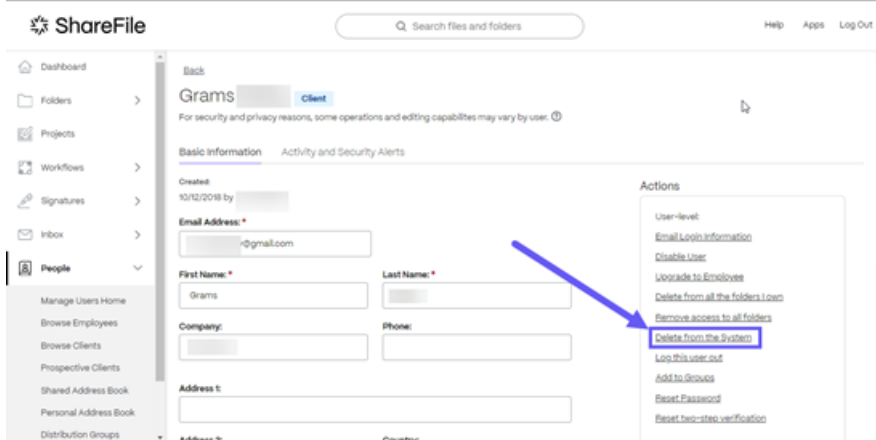 ShareFile
Search files and folders
Help Apps Log Out
Dashboard
Folders
Projects
Workflows
Signatures
Inbox
People
Manage Users Home
Browse Employees
Browse Clients
Prospective Clients
Shared Address Book
Personal Address Book
Distribution Groups
Back
Grams Client
For security and privacy reasons, some operations and editing capabilites may vary by user.
Basic Information Activity and Security Alerts
Created:
10/12/2018 by
Email Address: *
@gmail.com
First Name: * Last Name: *
Grams
Company: Phone:
Address 1:
Address 2: Country:
Actions
User-level:
Email Login Information
Disable User
Upgrade to Employee
Delete from all the folders I own
Remove access to all folders
Delete from the System
Log this user out
Add to Groups
Reset Password
Reset two-step verification